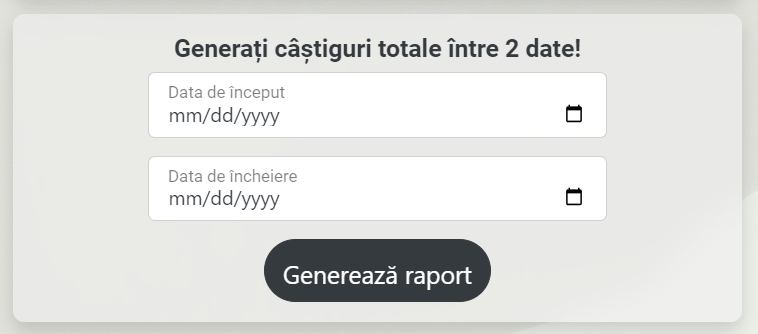 Generați câștiguri totale între 2 date!
Data de început
mm/dd/yyyy
Data de încheiere
mm/dd/yyyy
Generează raport